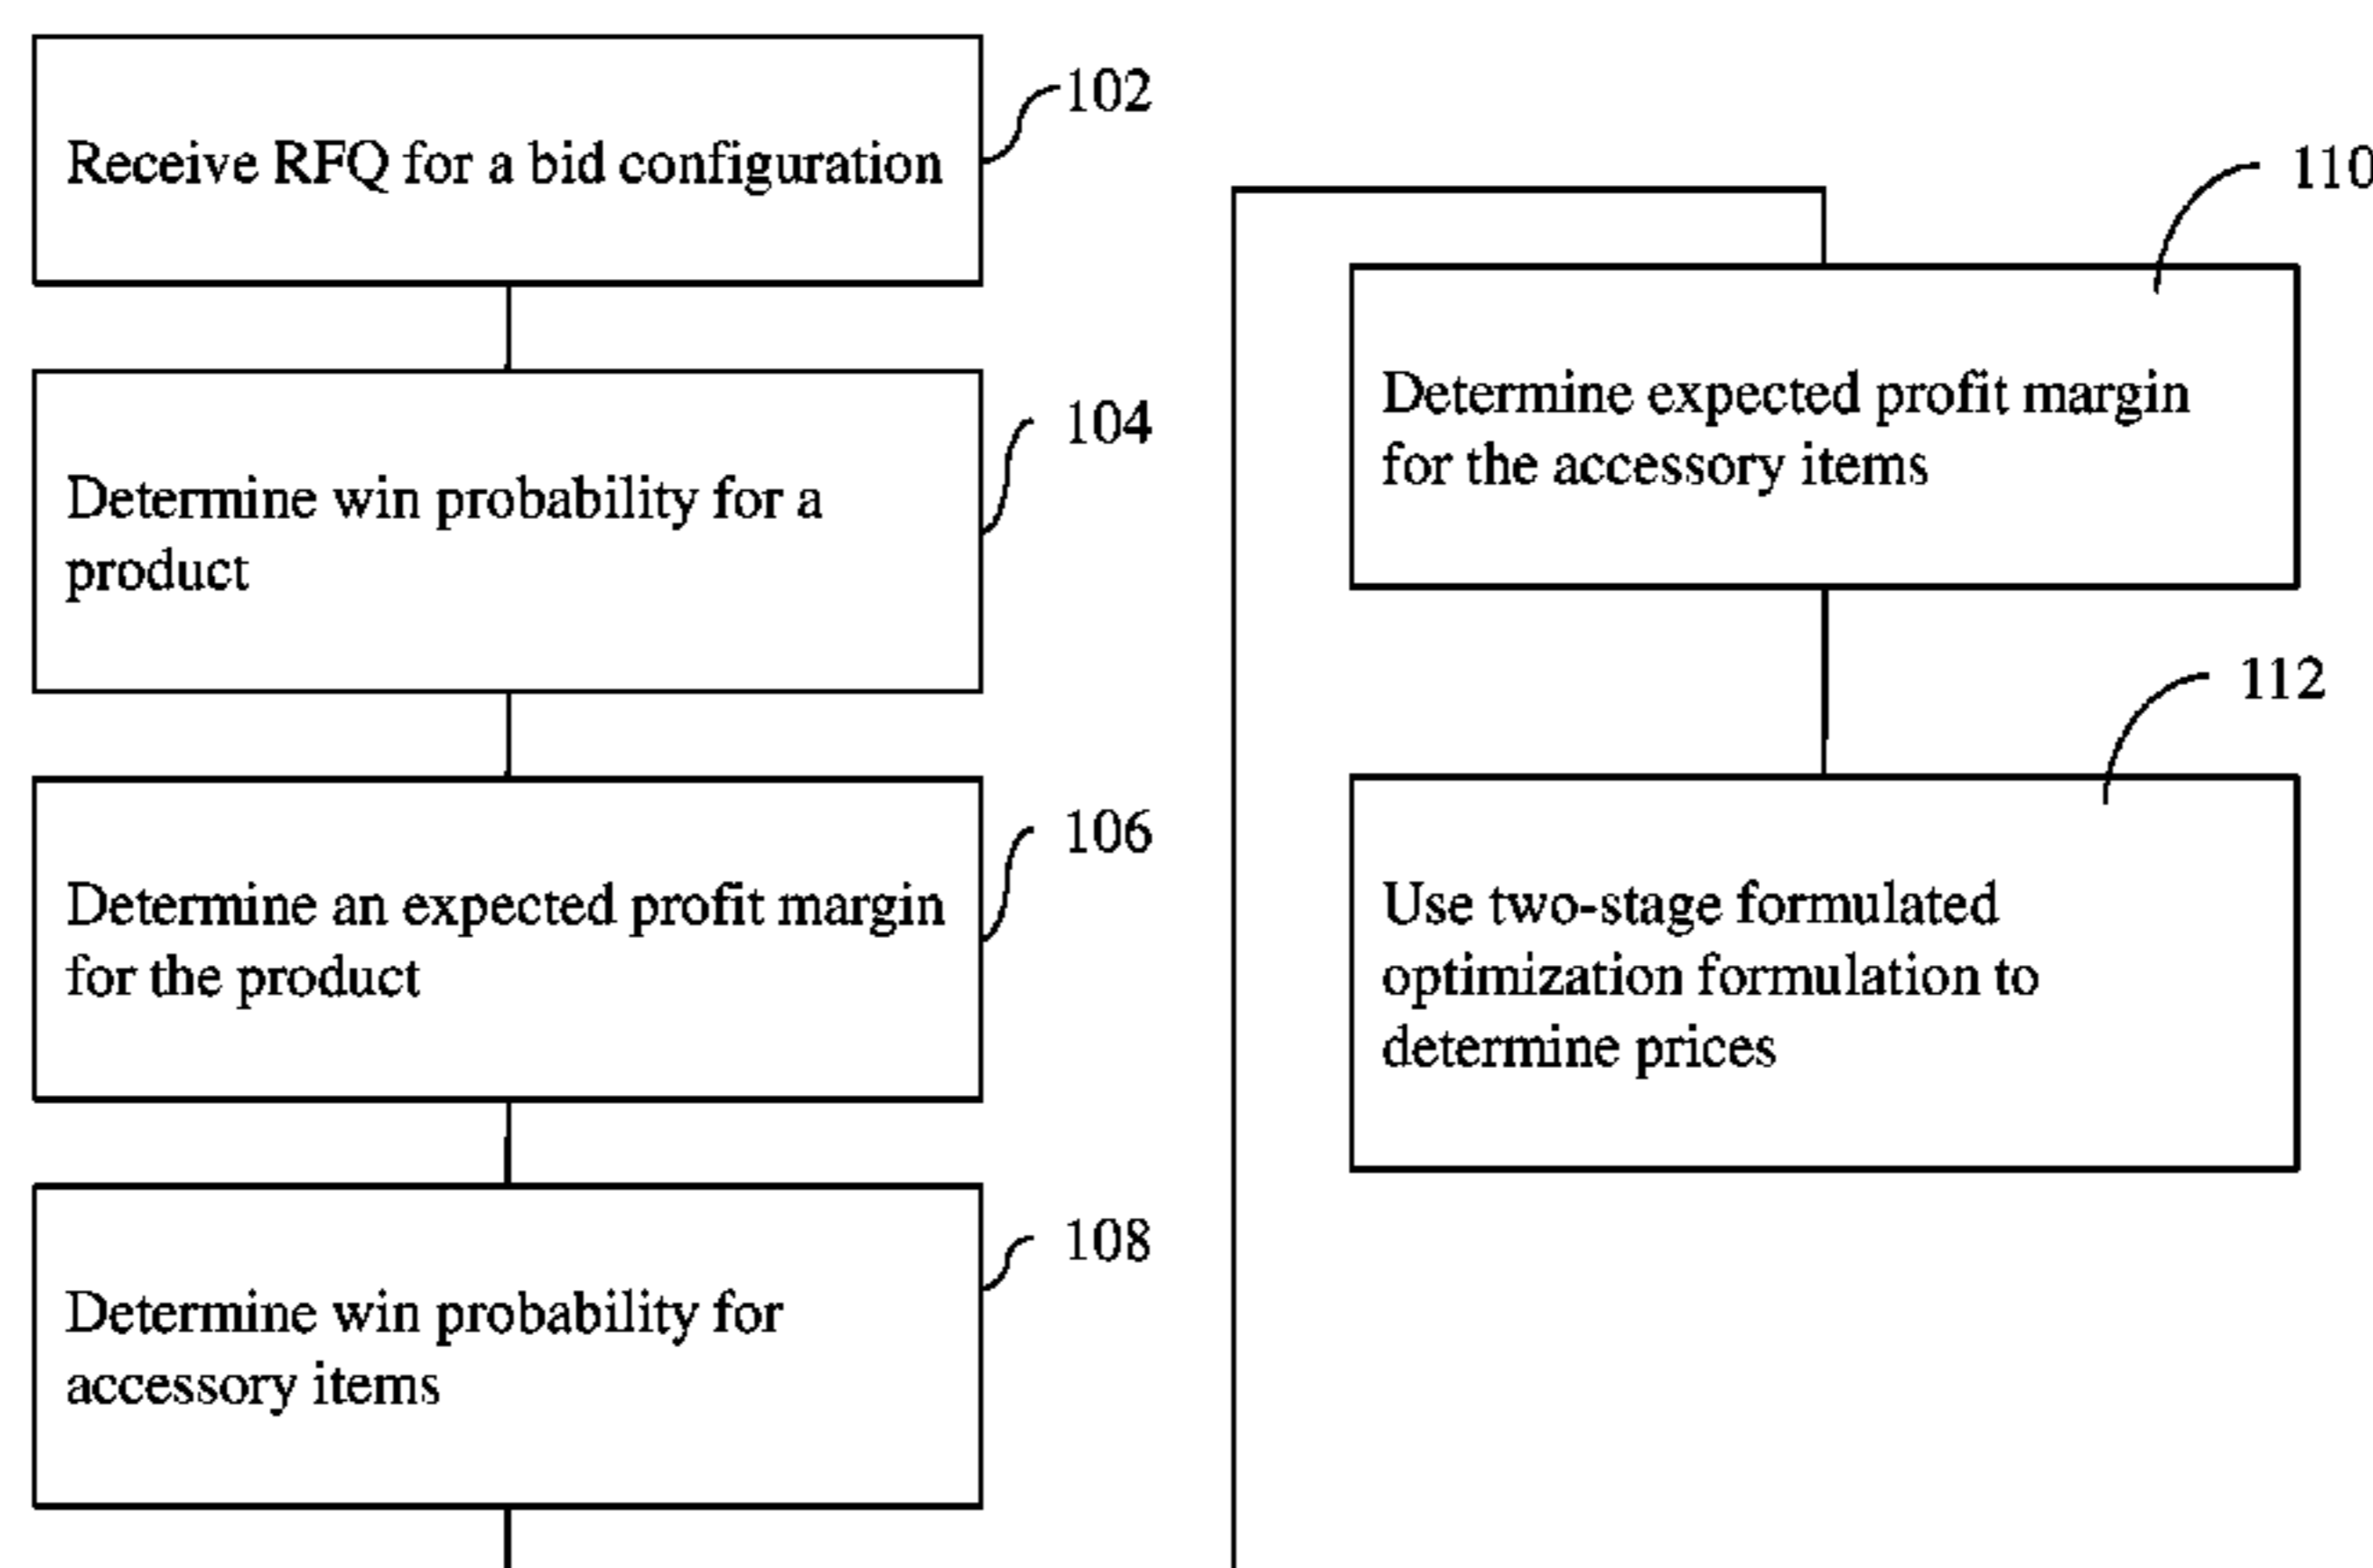 Receive RFQ for a bid configuration
102
Determine win probability for a
product
104
Determine an expected profit margin
for the product
106
Determine win probability for
accessory items
108
Determine expected profit margin
for the accessory items
110
Use two-stage formulated
optimization formulation to
determine prices
112